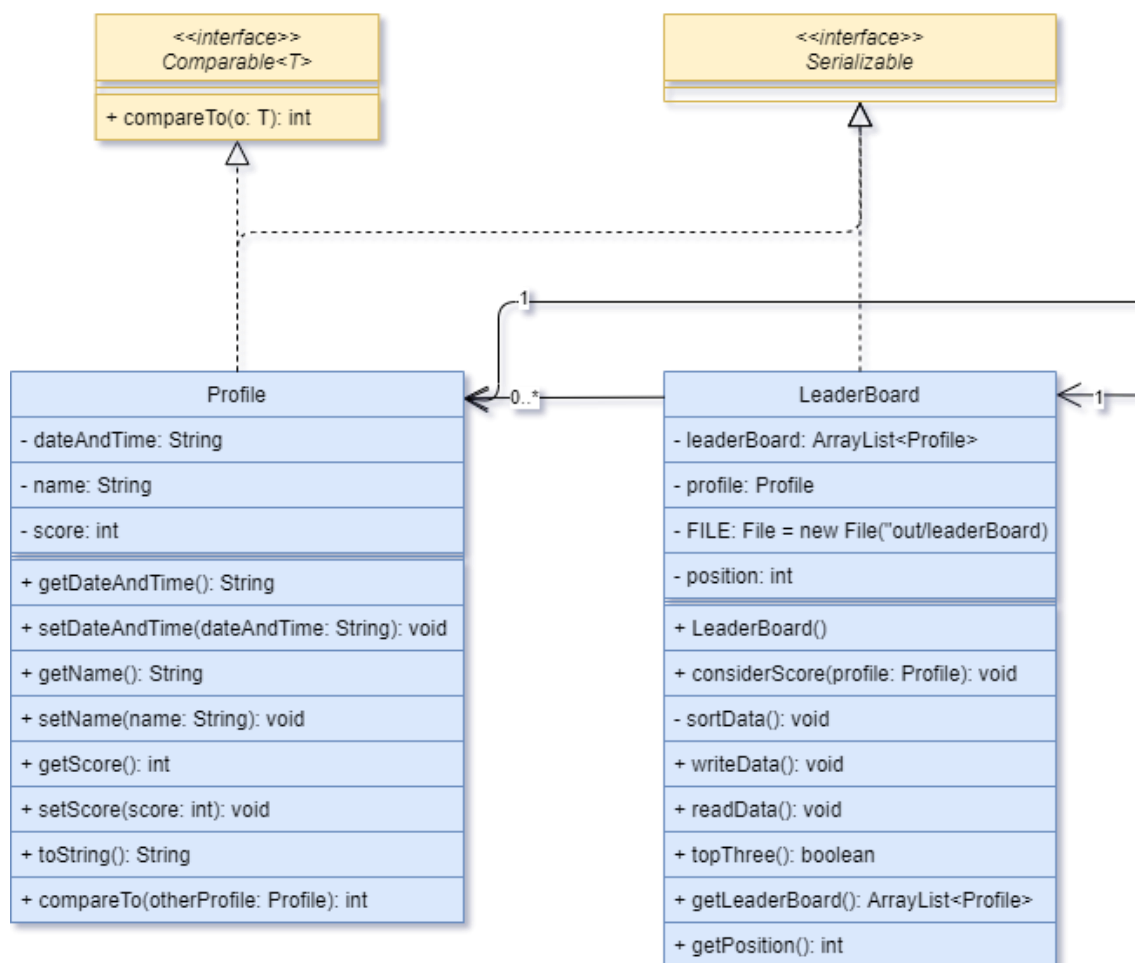 <<interface>>
Comparable<T>
+ compareTo(o: T): int
<<interface>>
Serializable
1
0..*
1
Profile
- dateAndTime: String
- name: String
- score: int
+ getDateAndTime(): String
+ setDateAndTime(dateAndTime: String): void
+ getName(): String
+ setName(name: String): void
+ getScore(): int
+ setScore(score: int): void
+ toString(): String
+ compareTo(otherProfile: Profile): int
LeaderBoard
- leaderBoard: ArrayList<Profile>
- profile: Profile
- FILE: File = new File("out/leaderBoard)
- position: int
+ LeaderBoard()
+ considerScore(profile: Profile): void
- sortData(): void
+ writeData(): void
+ readData(): void
+ topThree(): boolean
+ getLeaderBoard(): ArrayList<Profile>
+ getPosition(): int